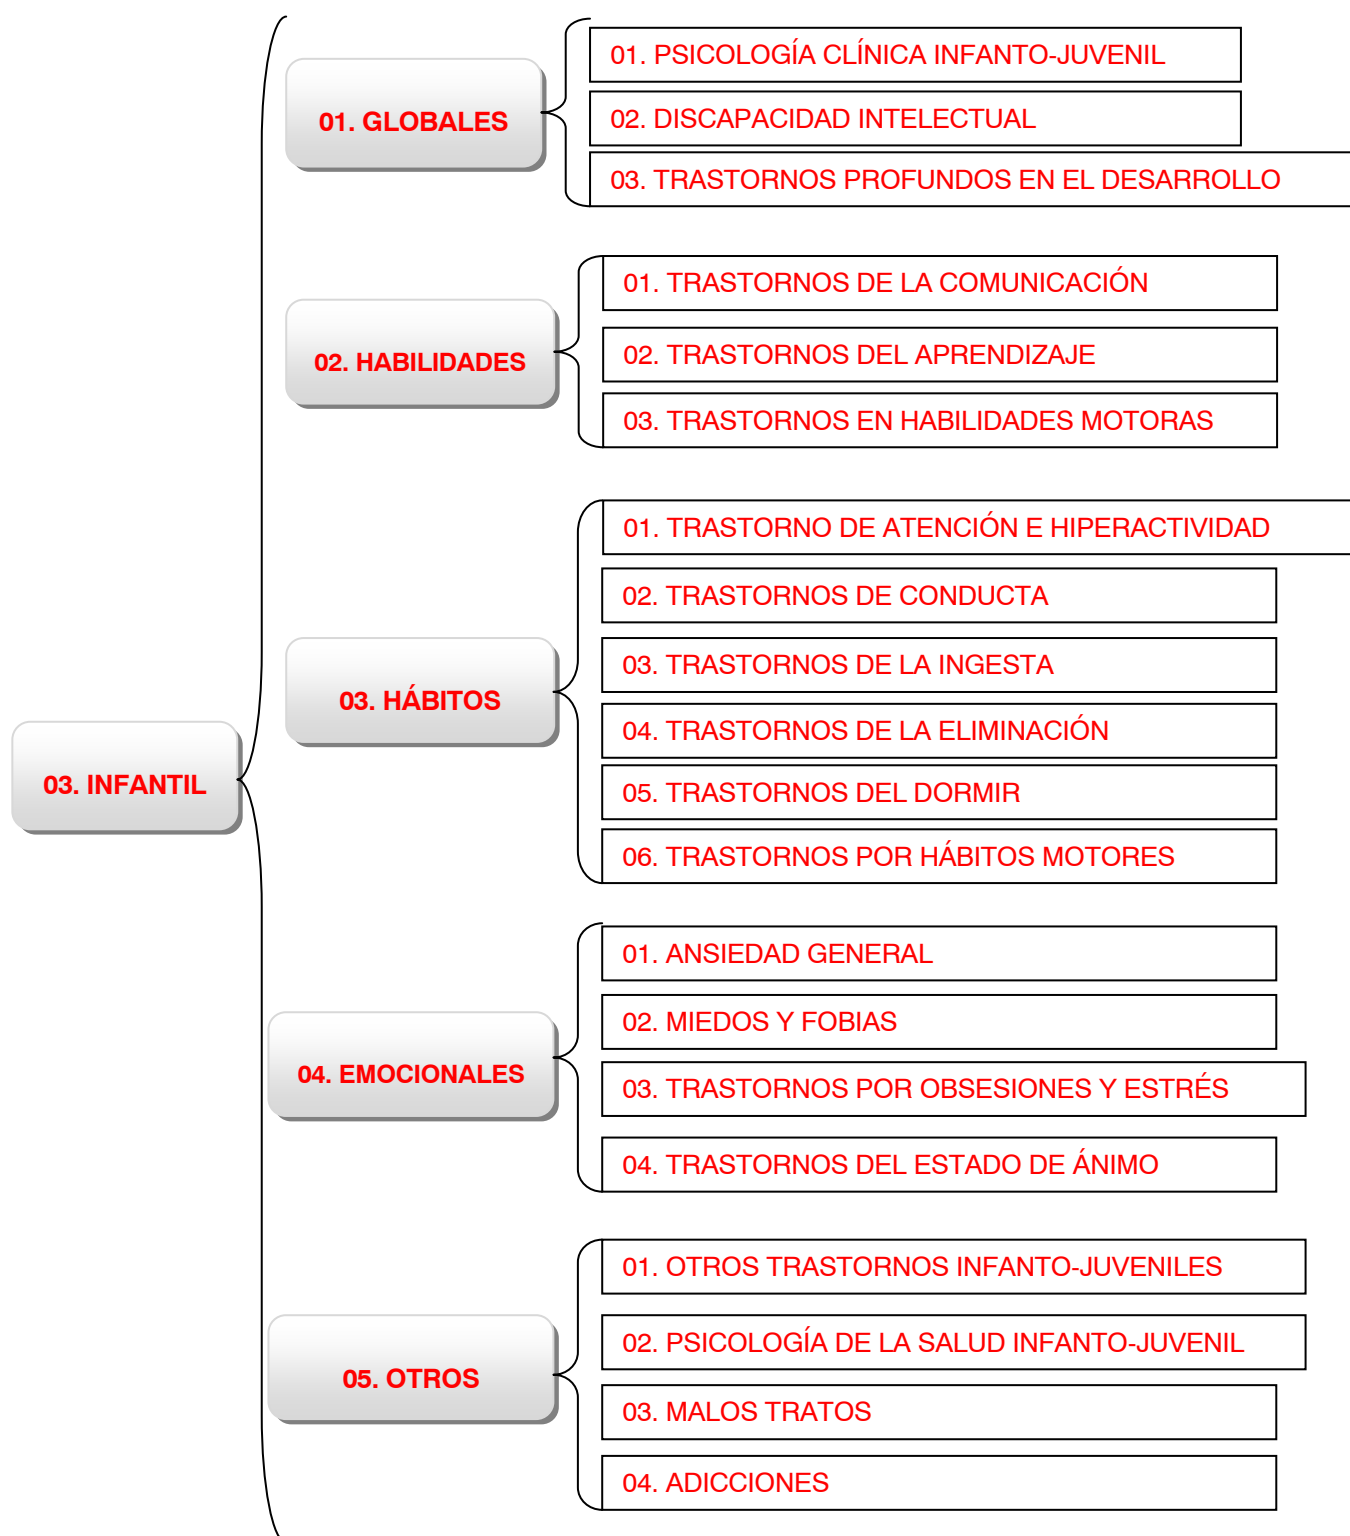 03. INFANTIL
01. GLOBALES
01. PSICOLOGÍA CLÍNICA INFANTO-JUVENIL
02. DISCAPACIDAD INTELECTUAL
03. TRASTORNOS PROFUNDOS EN EL DESARROLLO
02. HABILIDADES
01. TRASTORNOS DE LA COMUNICACIÓN
02. TRASTORNOS DEL APRENDIZAJE
03. TRASTORNOS EN HABILIDADES MOTORAS
03. HÁBITOS
01. TRASTORNO DE ATENCIÓN E HIPERACTIVIDAD
02. TRASTORNOS DE CONDUCTA
03. TRASTORNOS DE LA INGESTA
04. TRASTORNOS DE LA ELIMINACIÓN
05. TRASTORNOS DEL DORMIR
06. TRASTORNOS POR HÁBITOS MOTORES
04. EMOCIONALES
01. ANSIEDAD GENERAL
02. MIEDOS Y FOBIAS
03. TRASTORNOS POR OBSESIONES Y ESTRÉS
04. TRASTORNOS DEL ESTADO DE ÁNIMO
05. OTROS
01. OTROS TRASTORNOS INFANTO-JUVENILES
02. PSICOLOGÍA DE LA SALUD INFANTO-JUVENIL
03. MALOS TRATOS
04. ADICCIONES